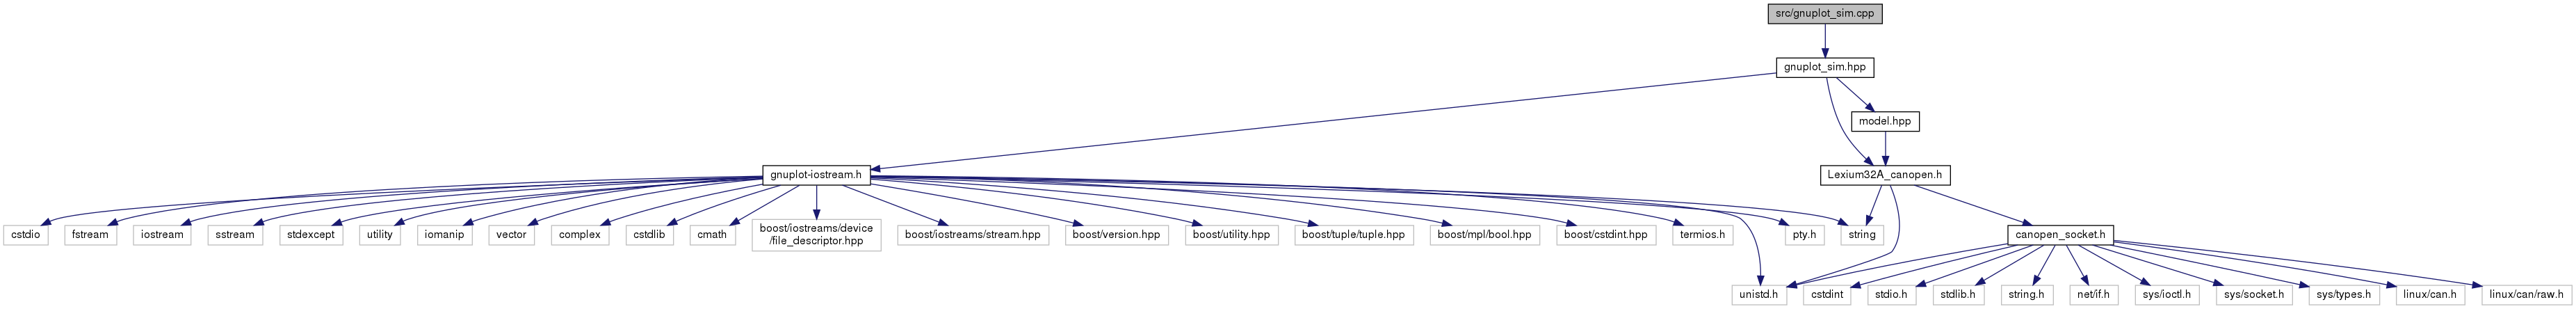 src/gnuplot_sim.cpp
gnuplot_sim.hpp
model.hpp
gnuplot-iostream.h
Lexium32A_canopen.h
cstdio
fstream
iostream
sstream
stdexcept
utility
iomanip
vector
complex
cstdlib
cmath
boost/iostreams/device
/file_descriptor.hpp
boost/iostreams/stream.hpp
boost/version.hpp
boost/utility.hpp
boost/tuple/tuple.hpp
boost/mpl/bool.hpp
boost/cstdint.hpp
termios.h
pty.h
string
canopen_socket.h
unistd.h
cstdint
stdio.h
stdlib.h
string.h
net/if.h
sys/ioctl.h
sys/socket.h
sys/types.h
linux/can.h
linux/can/raw.h